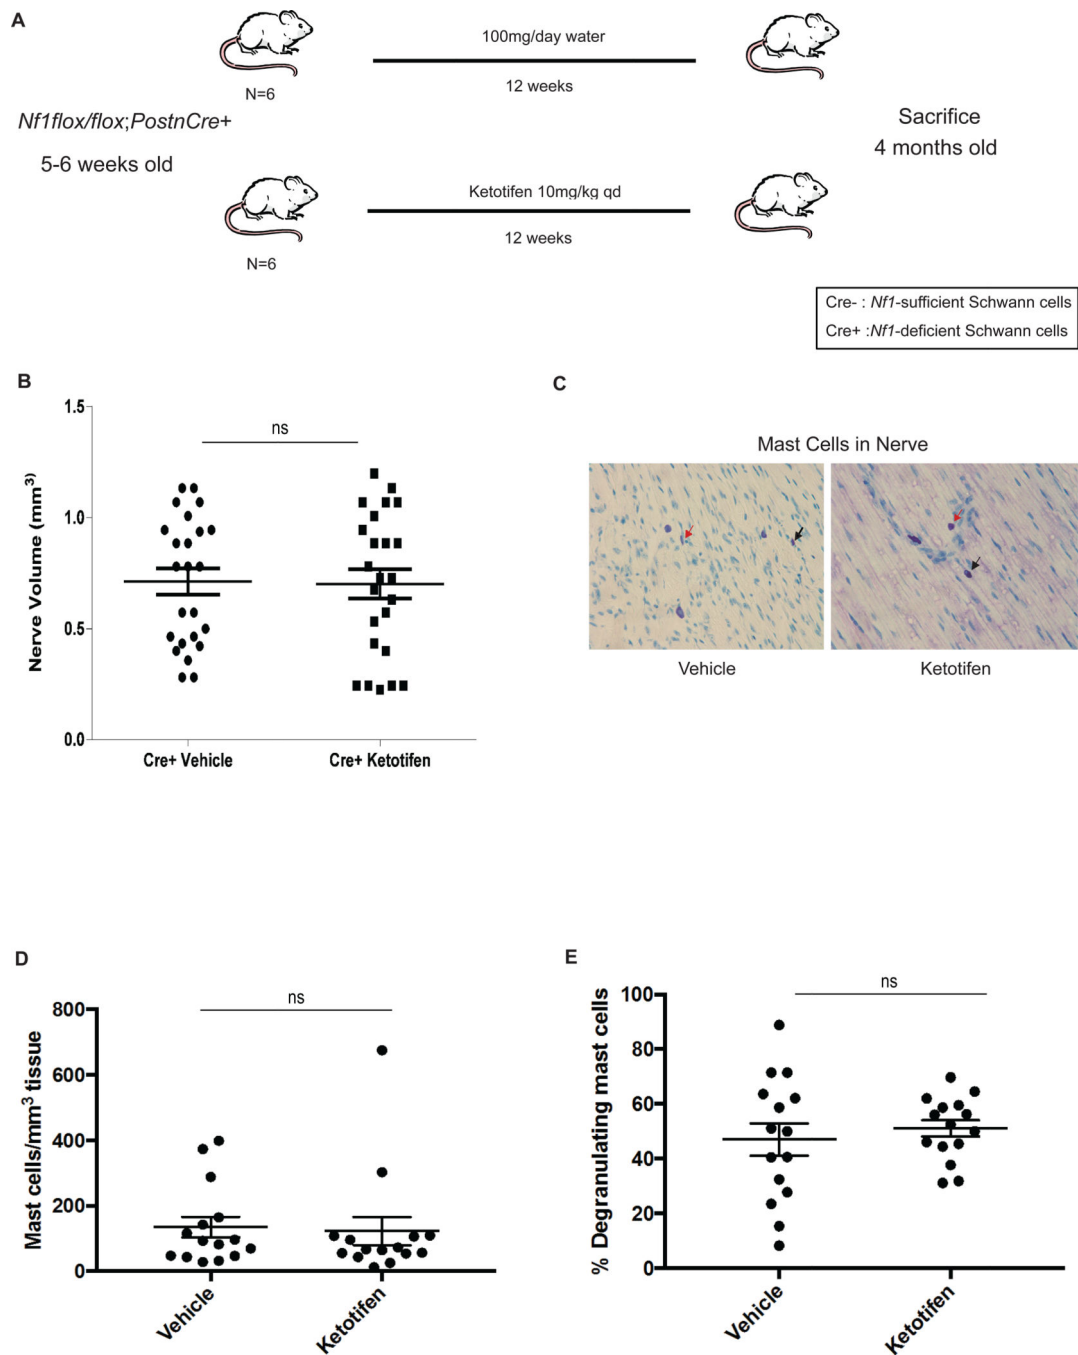 A
100mg/day water
12 weeks
N=6
Nf1flox/flox;PostnCre+
5-6 weeks old
Sacrifice
4 months old
Ketotifen 10mg/kg qd
12 weeks
N=6
Cre- : Nf1-sufficient Schwann cells
Cre+ :Nf1-deficient Schwann cells
B
ns
Nerve Volume (mm³)
1.5
1.0
0.5
0.0
Cre+ Vehicle
Cre+ Ketotifen
C
Mast Cells in Nerve
Vehicle
Ketotifen
D
ns
Mast cells/mm³ tissue
800
600
400
200
0
Vehicle
Ketotifen
E
ns
% Degranulating mast cells
100
80
60
40
20
0
Vehicle
Ketotifen